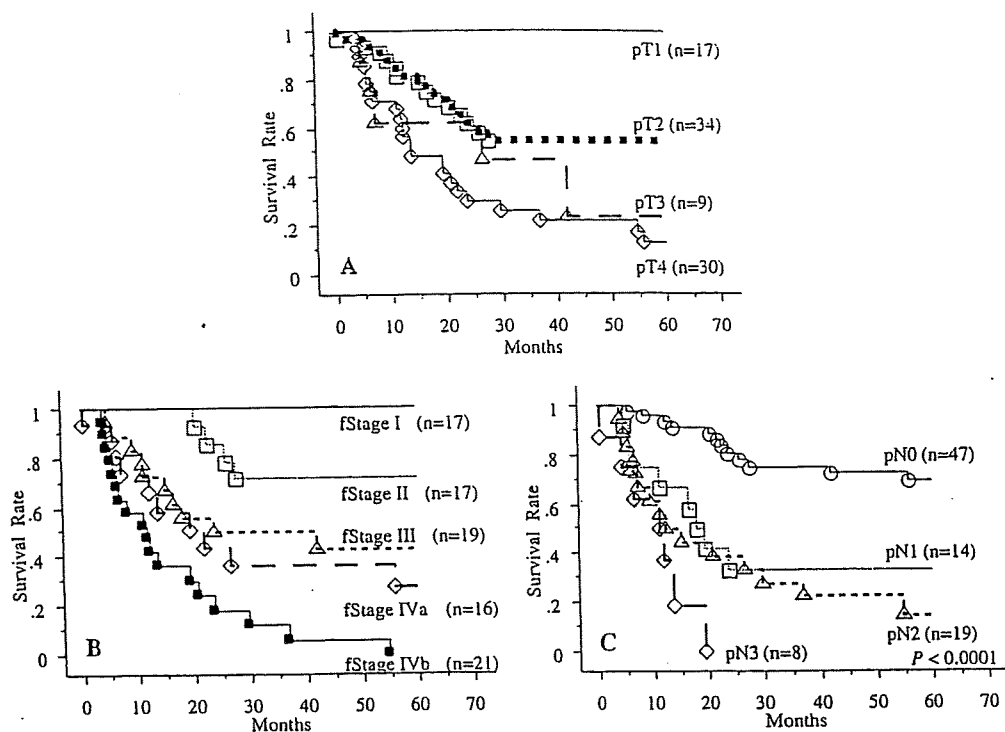 1
.8
.6
.4
.2
0
Survival Rate
pT1 (n=17)
pT2 (n=34)
pT3 (n=9)
pT4 (n=30)
A
0 10 20 30 40 50 60 70
Months
1
.8
.6
.4
.2
0
Survival Rate
fStage I (n=17)
fStage II (n=17)
fStage III (n=19)
fStage IVa (n=16)
fStage IVb (n=21)
B
0 10 20 30 40 50 60 70
Months
1
.8
.6
.4
.2
0
Survival Rate
pN0 (n=47)
pN1 (n=14)
pN2 (n=19)
pN3 (n=8)
P < 0.0001
C
0 10 20 30 40 50 60 70
Months